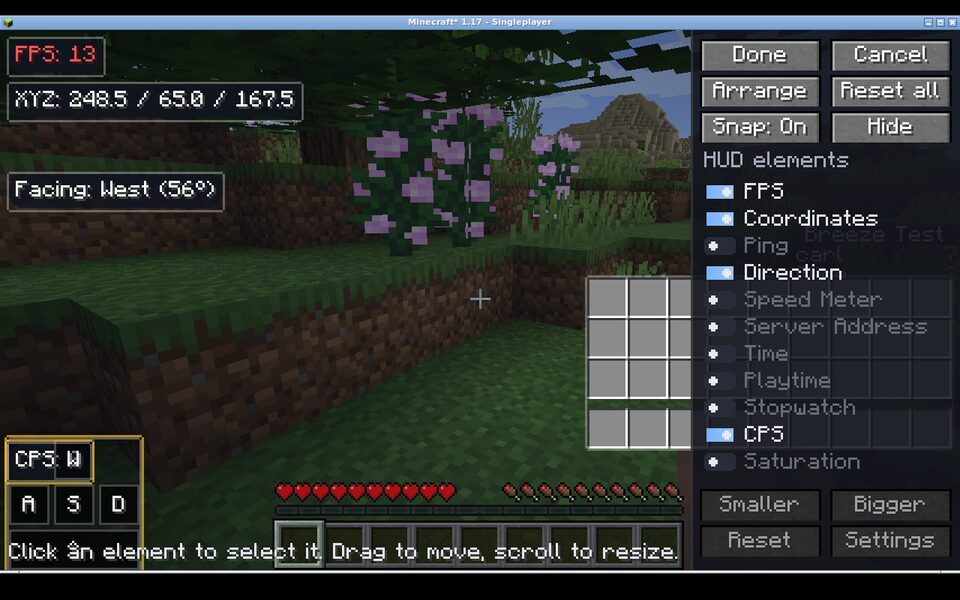 Minecraft* 1.17 - Singleplayer
FPS: 13
XYZ: 248.5 / 65.0 / 167.5
Facing: West (56°)
Done
Cancel
Arrange
Reset all
Snap: On
Hide
HUD elements
FPS
Coordinates
Ping
Breeze Test
carl
Direction
Speed Meter
Server Address
Time
Playtime
Stopwatch
CPS
Saturation
Smaller
Bigger
Reset
Settings
CPS: W
A S D
Click an element to select it. Drag to move, scroll to resize.